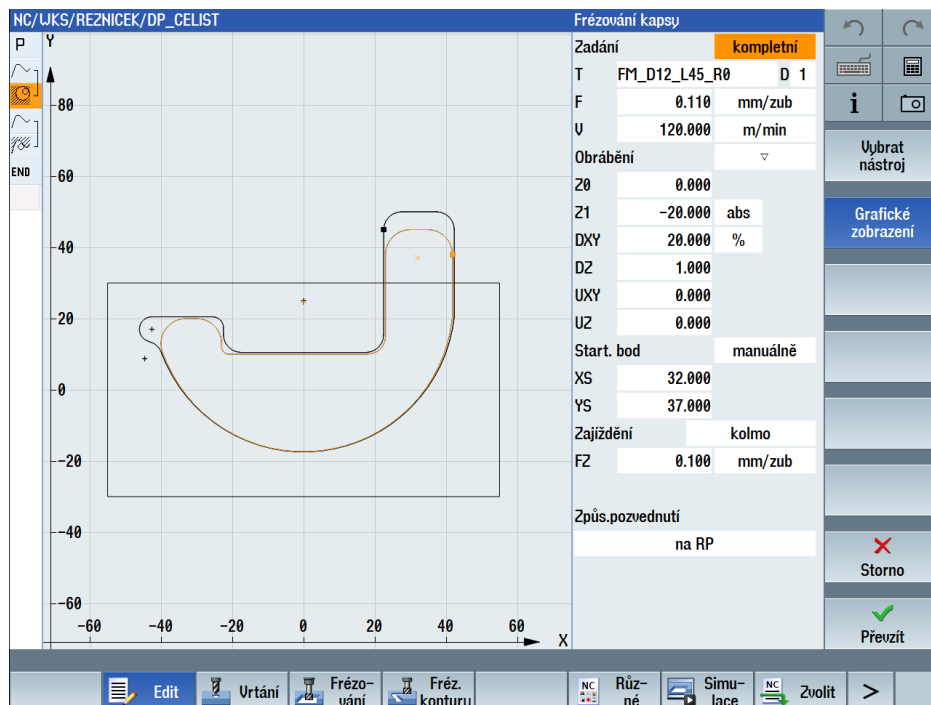 NC/WKS/REZNICEK/DP_CELIST
P
END
Y
80
60
40
20
0
-20
-40
-60
-60 -40 -20 0 20 40 60
X
Frézování kapsy
Zadání kompletní
T FM_D12_L45_R0 D 1
F 0.110 mm/zub
V 120.000 m/min
Obrábění ▽
Z0 0.000
Z1 -20.000 abs
DXY 20.000 %
DZ 1.000
UXY 0.000
UZ 0.000
Start. bod manuálně
XS 32.000
YS 37.000
Zajíždění kolmo
FZ 0.100 mm/zub
Způs.pozvednutí
na RP
i
Vybrat
nástroj
Grafické
zobrazení
Storno
Převzít
Edit
Vrtání
Frézo-
vání
Fréz.
konturu
NC
Růz-
né
Simu-
lace
NC
Zvolit
>